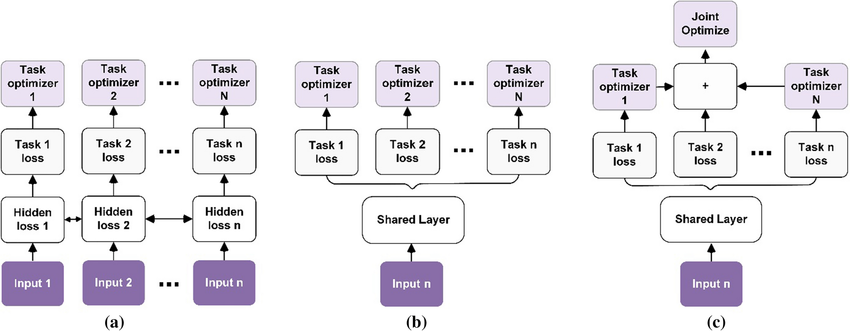 Task
optimizer
1
Task
optimizer
2
...
Task
optimizer
N
Task 1
loss
Task 2
loss
...
Task n
loss
Hidden
loss 1
Hidden
loss 2
Hidden
loss n
Input 1
Input 2
...
Input n
(a)
Task
optimizer
1
Task
optimizer
2
...
Task
optimizer
N
Task 1
loss
Task 2
loss
...
Task n
loss
Shared Layer
Input n
(b)
Joint
Optimize
Task
optimizer
1
+
Task
optimizer
N
Task 1
loss
Task 2
loss
...
Task n
loss
Shared Layer
Input n
(c)